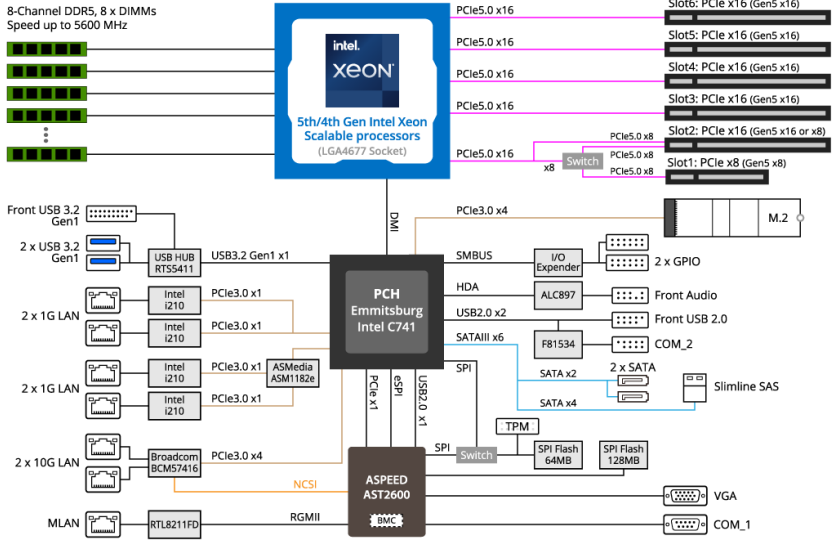 8-Channel DDR5, 8 x DIMMs
Speed up to 5600 MHz
intel.
xeon
5th/4th Gen Intel Xeon
Scalable processors
(LGA4677 Socket)
PCIe5.0 x16
Slot6: PCIe x16 (Gen5 x16)
PCIe5.0 x16
Slot5: PCIe x16 (Gen5 x16)
PCIe5.0 x16
Slot4: PCIe x16 (Gen5 x16)
PCIe5.0 x16
Slot3: PCIe x16 (Gen5 x16)
PCIe5.0 x16
x8
Switch
PCIe5.0 x8
PCIe5.0 x8
PCIe5.0 x8
Slot2: PCIe x16 (Gen5 x16 or x8)
Slot1: PCIe x8 (Gen5 x8)
DMI
PCIe3.0 x4
M.2
Front USB 3.2
Gen1
2 x USB 3.2
Gen1
USB HUB
RTS5411
USB3.2 Gen1 x1
PCH
Emmitsburg
Intel C741
SMBUS
I/O
Expender
2 x GPIO
HDA
ALC897
Front Audio
USB2.0 x2
Front USB 2.0
F81534
COM_2
SATAIII x6
SATA x2
2 x SATA
SATA x4
Slimline SAS
SPI
2 x 1G LAN
Intel
i210
PCIe3.0 x1
Intel
i210
PCIe3.0 x1
2 x 1G LAN
Intel
i210
PCIe3.0 x1
ASMedia
ASM1182e
Intel
i210
PCIe3.0 x1
PCIe x1
eSPI
USB2.0 x1
2 x 10G LAN
Broadcom
BCM57416
PCIe3.0 x4
NCSI
ASPEED
AST2600
BMC
SPI
Switch
TPM
SPI Flash
64MB
SPI Flash
128MB
VGA
MLAN
RTL8211FD
RGMII
COM_1